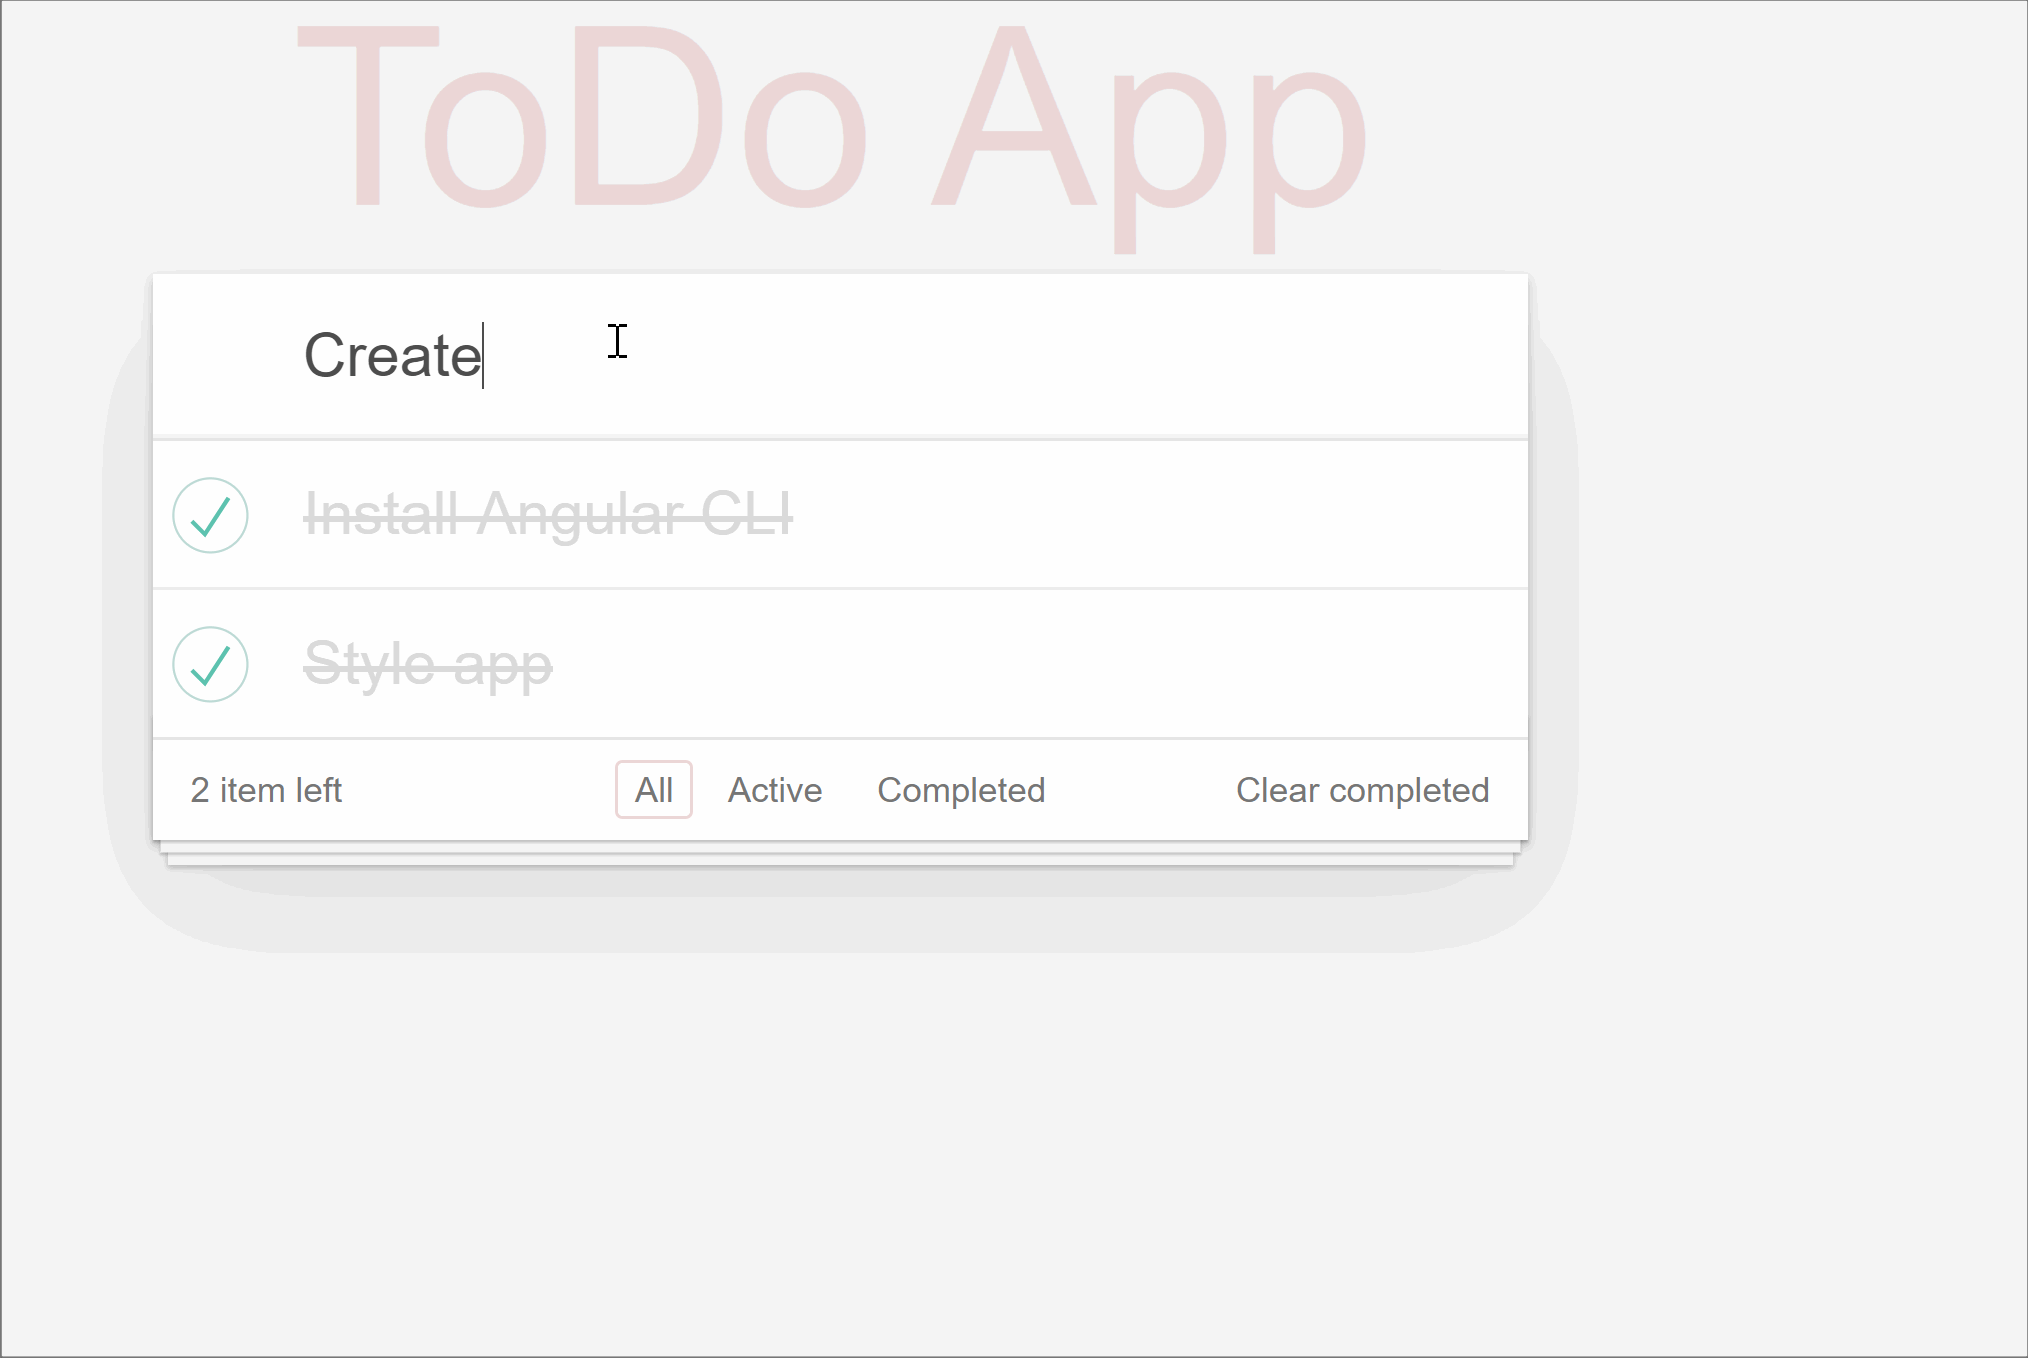 ToDo App
Create
Install Angular CLI
Style app
2 item left All Active Completed Clear completed